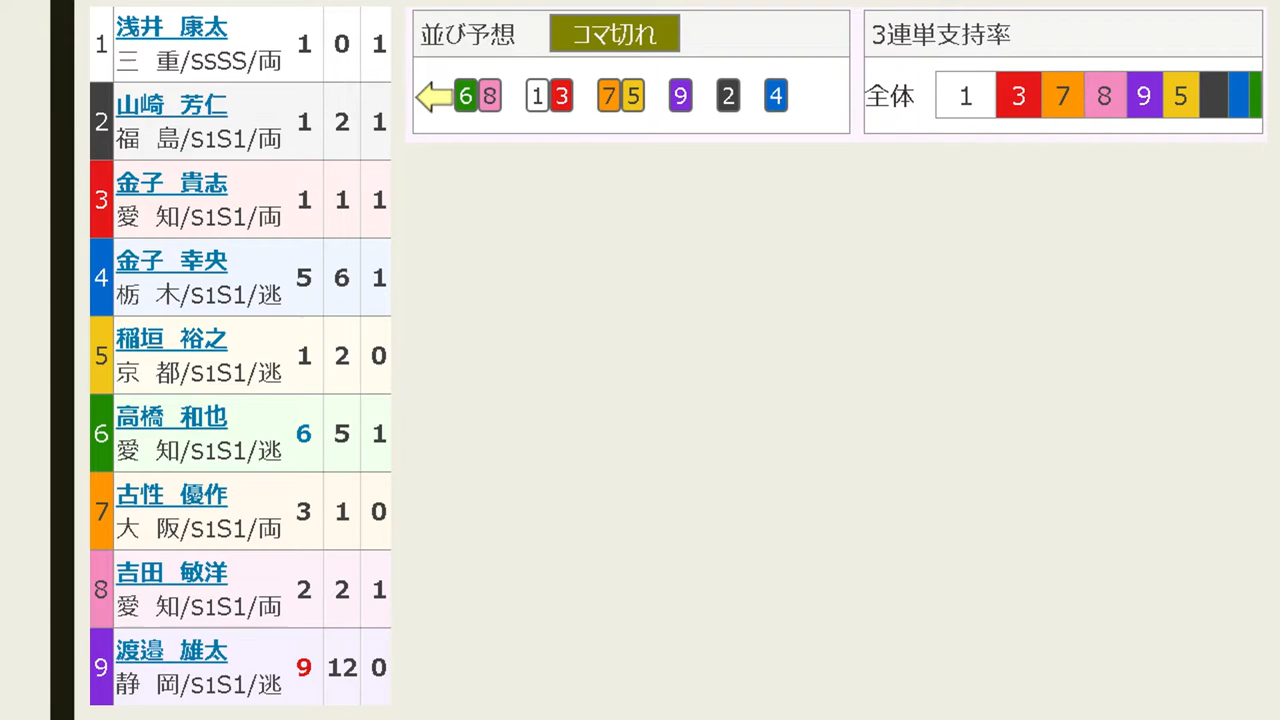 1 浅井 康太 1 0 1
三 重/SSSS/両
2 山崎 芳仁 1 2 1
福 島/S1S1/両
3 金子 貴志 1 1 1
愛 知/S1S1/両
4 金子 幸央 5 6 1
栃 木/S1S1/逃
5 稲垣 裕之 1 2 0
京 都/S1S1/逃
6 高橋 和也 6 5 1
愛 知/S1S1/逃
7 古性 優作 3 1 0
大 阪/S1S1/両
8 吉田 敏洋 2 2 1
愛 知/S1S1/両
9 渡邉 雄太 9 12 0
静 岡/S1S1/逃
並び予想 コマ切れ
6 8 1 3 7 5 9 2 4
3連単支持率
全体 1 3 7 8 9 5